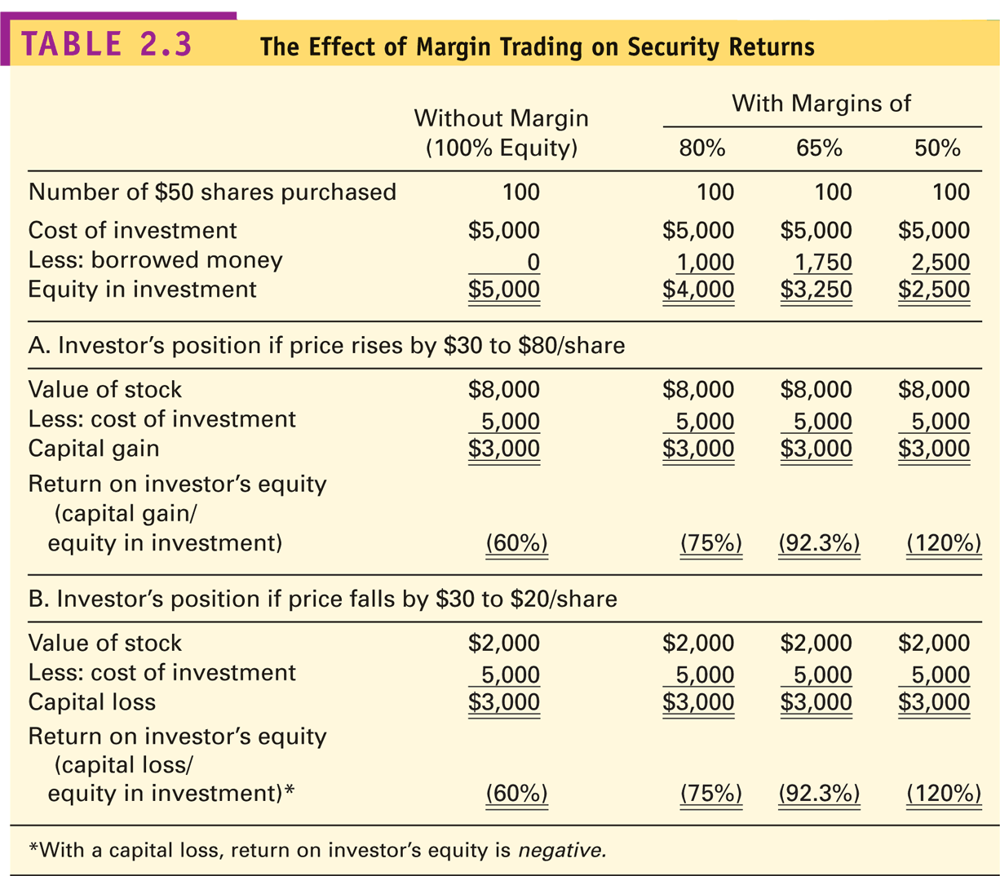 TABLE 2.3 The Effect of Margin Trading on Security Returns
With Margins of
Without Margin
(100% Equity) 80% 65% 50%
Number of $50 shares purchased 100 100 100 100
Cost of investment $5,000 $5,000 $5,000 $5,000
Less: borrowed money 0 1,000 1,750 2,500
Equity in investment $5,000 $4,000 $3,250 $2,500
A. Investor’s position if price rises by $30 to $80/share
Value of stock $8,000 $8,000 $8,000 $8,000
Less: cost of investment 5,000 5,000 5,000 5,000
Capital gain $3,000 $3,000 $3,000 $3,000
Return on investor’s equity
(capital gain/
equity in investment) (60%) (75%) (92.3%) (120%)
B. Investor’s position if price falls by $30 to $20/share
Value of stock $2,000 $2,000 $2,000 $2,000
Less: cost of investment 5,000 5,000 5,000 5,000
Capital loss $3,000 $3,000 $3,000 $3,000
Return on investor’s equity
(capital loss/
equity in investment)* (60%) (75%) (92.3%) (120%)
*With a capital loss, return on investor’s equity is negative.